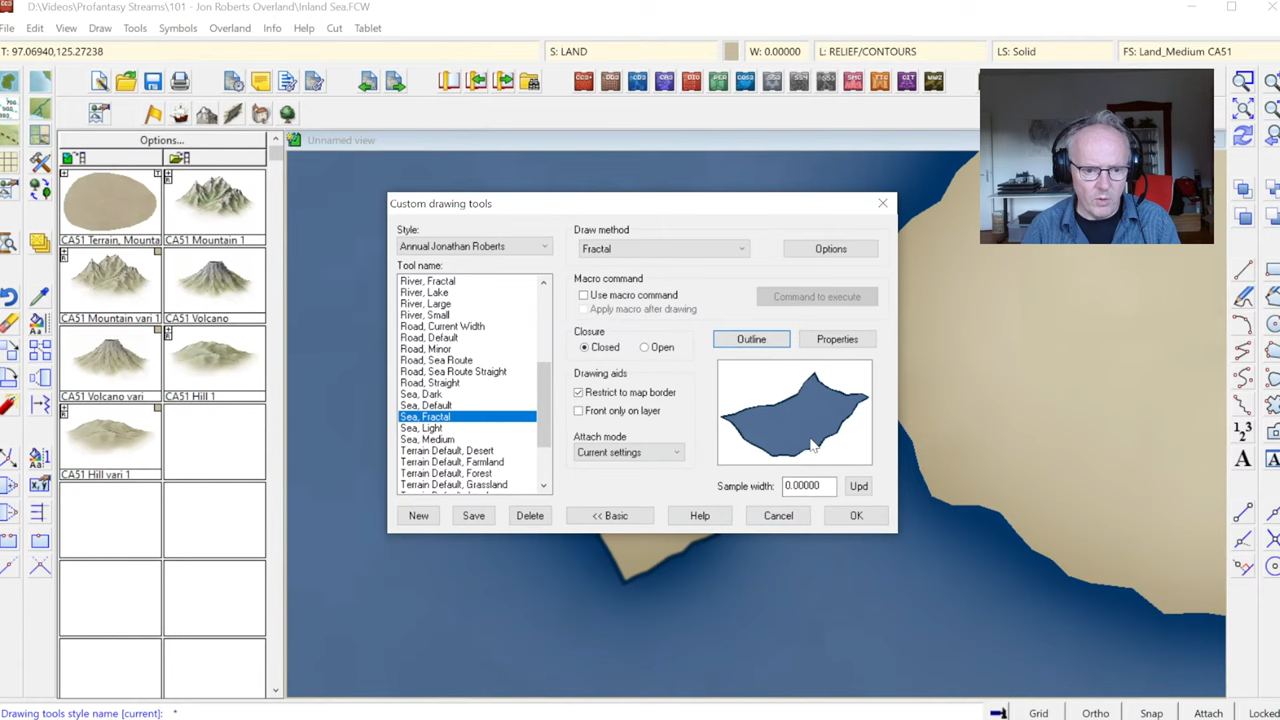 D:\Videos\Profantasy Streams\101 - Jon Roberts Overland\Inland Sea.FCW
File Edit View Draw Tools Symbols Overland Info Help Cut Tablet
T: 97.06940,125.27238 S: LAND W: 0.00000 L: RELIEF/CONTOURS LS: Solid FS: Land_Medium CA51
Options...
Unnamed view
CA51 Terrain, Mounta CA51 Mountain 1
CA51 Mountain vari 1 CA51 Volcano
CA51 Volcano vari CA51 Hill 1
CA51 Hill vari 1
Custom drawing tools
Style:
Annual Jonathan Roberts
Tool name:
River, Fractal
River, Lake
River, Large
River, Small
Road, Current Width
Road, Default
Road, Minor
Road, Sea Route
Road, Sea Route Straight
Road, Straight
Sea, Dark
Sea, Default
Sea, Fractal
Sea, Light
Sea, Medium
Terrain Default, Desert
Terrain Default, Farmland
Terrain Default, Forest
Terrain Default, Grassland
Draw method
Fractal Options
Macro command
Use macro command
Apply macro after drawing
Command to execute
Closure
Closed Open
Outline Properties
Drawing aids
Restrict to map border
Front only on layer
Attach mode
Current settings
Sample width: 0.00000 Upd
New Save Delete << Basic Help Cancel OK
Drawing tools style name [current]: *
Grid Ortho Snap Attach Locked